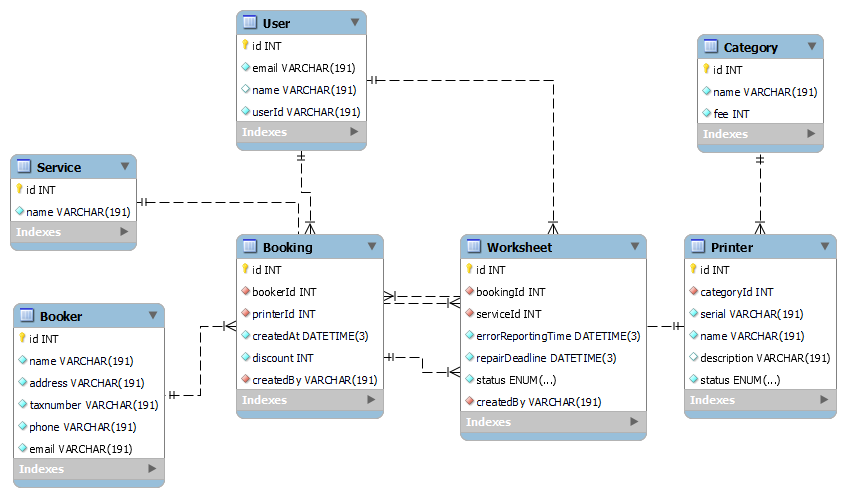 User
id INT
email VARCHAR(191)
name VARCHAR(191)
userId VARCHAR(191)
Indexes
Category
id INT
name VARCHAR(191)
fee INT
Indexes
Service
id INT
name VARCHAR(191)
Indexes
Booking
id INT
bookerId INT
printerId INT
createdAt DATETIME(3)
discount INT
createdBy VARCHAR(191)
Indexes
Worksheet
id INT
bookingId INT
serviceId INT
errorReportingTime DATETIME(3)
repairDeadline DATETIME(3)
status ENUM(...)
createdBy VARCHAR(191)
Indexes
Printer
id INT
categoryId INT
serial VARCHAR(191)
name VARCHAR(191)
description VARCHAR(191)
status ENUM(...)
Indexes
Booker
id INT
name VARCHAR(191)
address VARCHAR(191)
taxnumber VARCHAR(191)
phone VARCHAR(191)
email VARCHAR(191)
Indexes